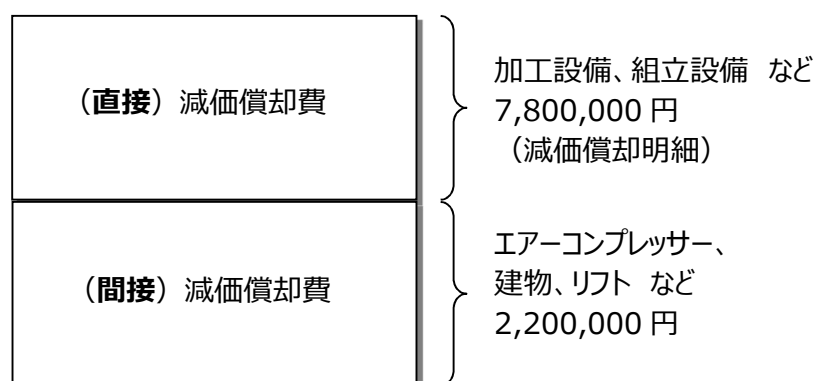 （直接）減価償却費
加工設備、組立設備 など
7,800,000 円
（減価償却明細）
（間接）減価償却費
エアーコンプレッサー、
建物、リフト など
2,200,000 円